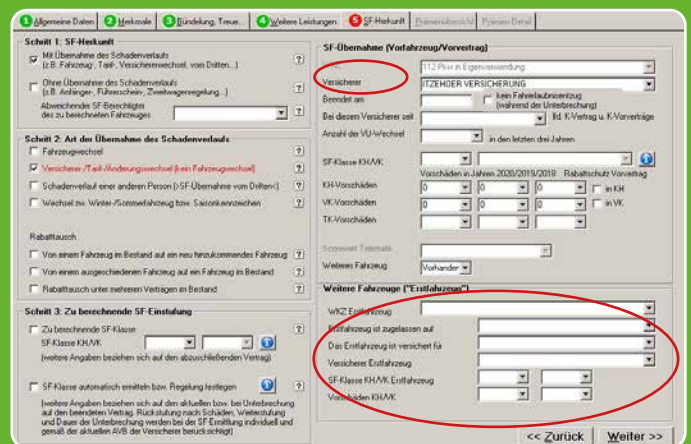 1 Allgemeine Daten 2 Merkmale 3 Bündelung, Treue... 4 Weitere Leistungen 5 SF-Herkunft Prämienübersicht Prämien Detail
Schritt 1: SF-Herkunft
Mit Übernahme des Schadenverlaufs
(z.B. Fahrzeug-, Tarif-, Versichererwechsel, vom Dritten...)
?
Ohne Übernahme des Schadenverlaufs
(z.B. Anfänger-, Führerschein-, Zweitwagenregelung...)
?
Abweichender SF-Berechtigter
des zu berechneten Fahrzeuges
?
Schritt 2: Art der Übernahme des Schadenverlaufs
Fahrzeugwechsel ?
Versicherer-/Tarif-/Änderungswechsel (kein Fahrzeugwechsel) ?
Schadenverlauf einer anderen Person (>SF-Übernahme vom Dritten<) ?
Wechsel zw. Winter-/Sommerfahrzeug bzw. Saisonkennzeichen ?
Rabatttausch
Von einem Fahrzeug im Bestand auf ein neu hinzukommendes Fahrzeug ?
Von einem ausgeschiedenen Fahrzeug auf ein Fahrzeug im Bestand ?
Rabatttausch unter mehreren Verträgen im Bestand ?
Schritt 3: Zu berechnende SF-Einstufung
Zu berechnende SF-Klasse ?
SF-Klasse KH/VK
(weitere Angaben beziehen sich auf den abzuschließenden Vertrag)
SF-Klasse automatisch ermitteln bzw. Regelung festlegen ?
(weitere Angaben beziehen sich auf den aktuellen bzw. bei Unterbrechung
auf den beendeten Vertrag. Rückstufung nach Schäden, Weiterstufung
und Dauer der Unterbrechung werden bei der SF-Ermittlung individuell und
gemäß der aktuellen AVB der Versicherer berücksichtigt)
SF-Übernahme (Vorfahrzeug/Vorvertrag)
112 Pkw in Eigenverwendung
Versicherer ITZEHOER VERSICHERUNG
Beendet am kein Fahrerlaubnisentzug
(während der Unterbrechung)
Bei diesem Versicherer seit lfd. K-Vertrag u. K-Vorverträge
Anzahl der VU-Wechsel in den letzten drei Jahren
SF-Klasse KH/VK
Vorschäden in Jahren 2020/2019/2018 Rabattschutz Vorvertrag
KH-Vorschäden 0 0 0 in KH
VK-Vorschäden 0 0 0 in VK
TK-Vorschäden
Scorewert Telematik
Weiteres Fahrzeug Vorhanden
Weitere Fahrzeuge ("Erstfahrzeug")
WKZ Erstfahrzeug
Erstfahrzeug ist zugelassen auf
Das Erstfahrzeug ist versichert für
Versicherer Erstfahrzeug
SF-Klasse KH/VK Erstfahrzeug
Vorschäden KH/VK
<< Zurück Weiter >>